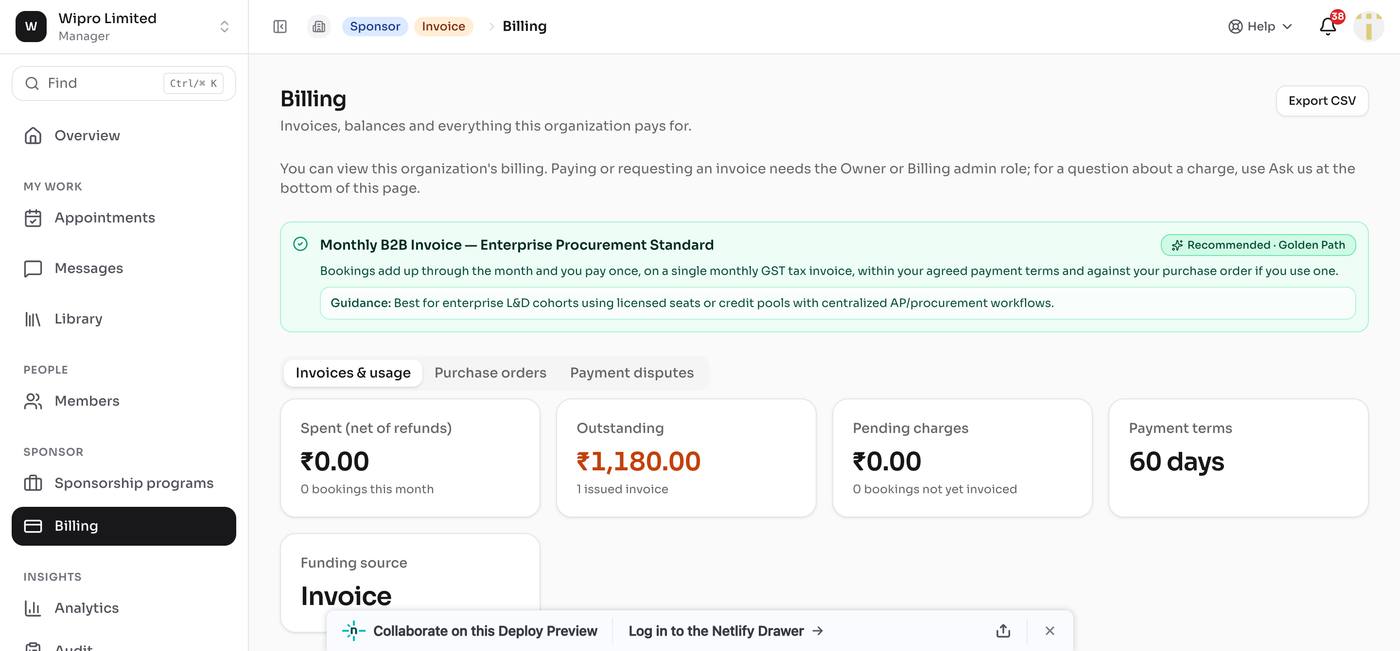 W
Wipro Limited
Manager
Find
Ctrl/⌘ K
Overview
MY WORK
Appointments
Messages
Library
PEOPLE
Members
SPONSOR
Sponsorship programs
Billing
INSIGHTS
Analytics
Audit
Sponsor
Invoice
Billing
Help
38
Billing
Export CSV
Invoices, balances and everything this organization pays for.
You can view this organization's billing. Paying or requesting an invoice needs the Owner or Billing admin role; for a question about a charge, use Ask us at the
bottom of this page.
Monthly B2B Invoice — Enterprise Procurement Standard
Recommended · Golden Path
Bookings add up through the month and you pay once, on a single monthly GST tax invoice, within your agreed payment terms and against your purchase order if you use one.
Guidance: Best for enterprise L&D cohorts using licensed seats or credit pools with centralized AP/procurement workflows.
Invoices & usage
Purchase orders
Payment disputes
Spent (net of refunds)
₹0.00
0 bookings this month
Outstanding
₹1,180.00
1 issued invoice
Pending charges
₹0.00
0 bookings not yet invoiced
Payment terms
60 days
Funding source
Invoice
Collaborate on this Deploy Preview
Log in to the Netlify Drawer →